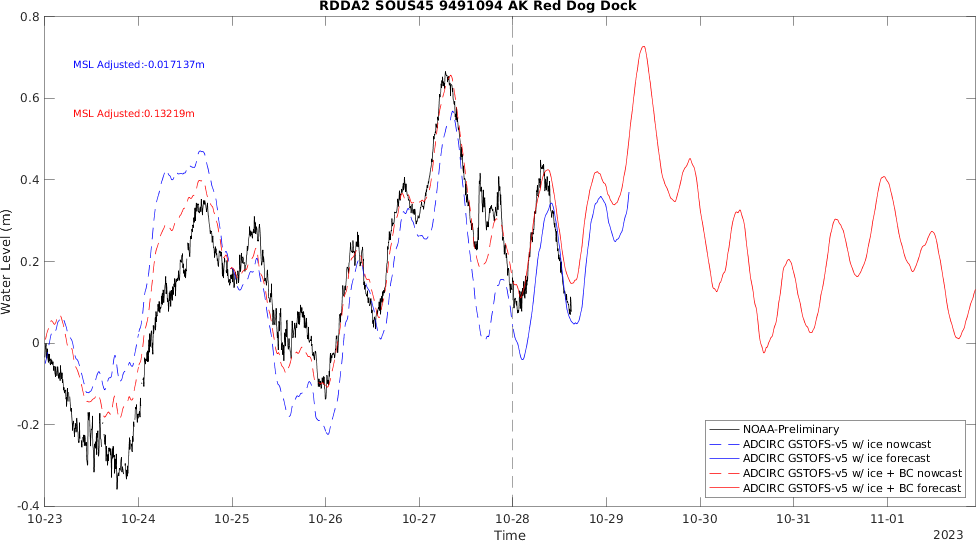 RDDA2 SOUS45 9491094 AK Red Dog Dock
0.8
MSL Adjusted:-0.017137m
0.6
MSL Adjusted:0.13219m
0.4
Water Level (m)
0.2
0
-0.2
NOAA-Preliminary
ADCIRC GSTOFS-v5 w/ ice nowcast
ADCIRC GSTOFS-v5 w/ ice forecast
ADCIRC GSTOFS-v5 w/ ice + BC nowcast
ADCIRC GSTOFS-v5 w/ ice + BC forecast
-0.4
10-23 10-24 10-25 10-26 10-27 10-28 10-29 10-30 10-31 11-01
Time
2023